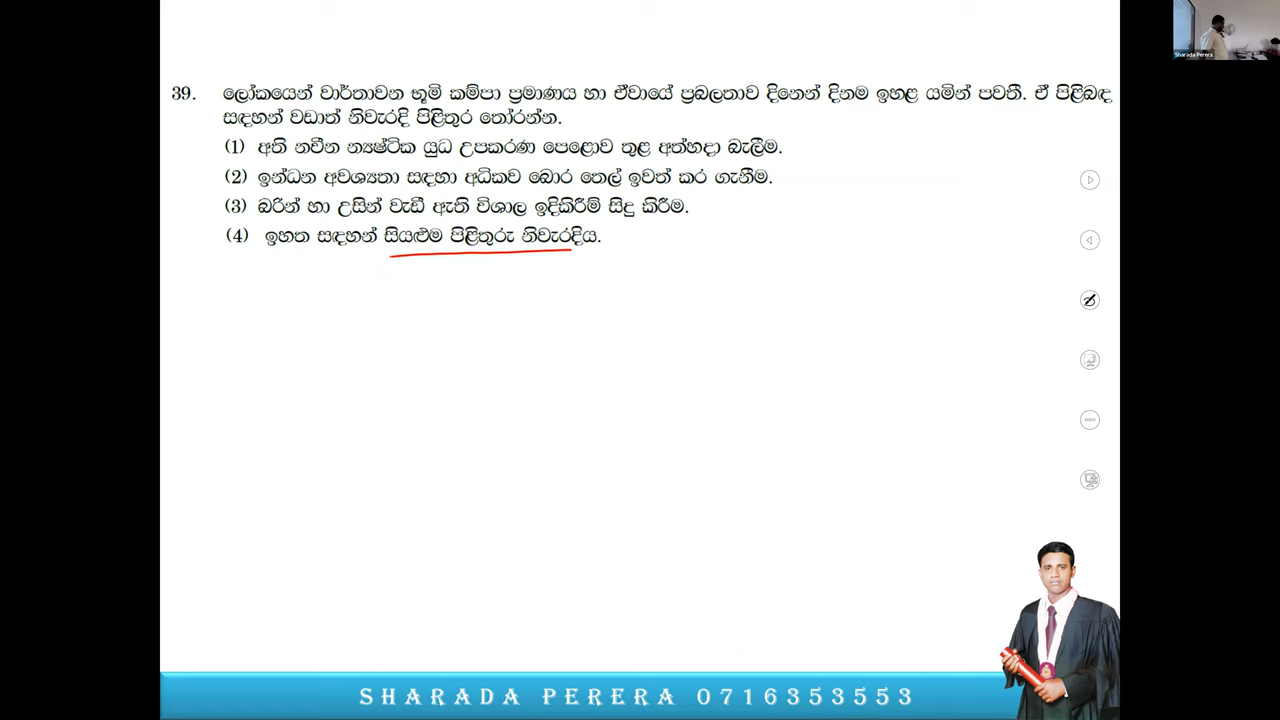 Sharada Perera
39. ලෝකයෙන් වාර්තාවන භූමි කම්පා ප්‍රමාණය හා ඒවායේ ප්‍රබලතාව දිනෙන් දිනම ඉහළ යමින් පවතී. ඒ පිළිබඳ
සඳහන් වඩාත් නිවැරදි පිළිතුර තෝරන්න.
(1) අති නවීන න්‍යෂ්ටික යුධ උපකරණ පෙළොව තුළ අත්හදා බැලීම.
(2) ඉන්ධන අවශ්‍යතා සඳහා අධිකව බොර තෙල් ඉවත් කර ගැනීම.
(3) බරින් හා උසින් වැඩී ඇති විශාල ඉදිකිරීම් සිදු කිරීම.
(4) ඉහත සඳහන් සියළුම පිළිතුරු නිවැරදිය.
SHARADA PERERA 0716353553